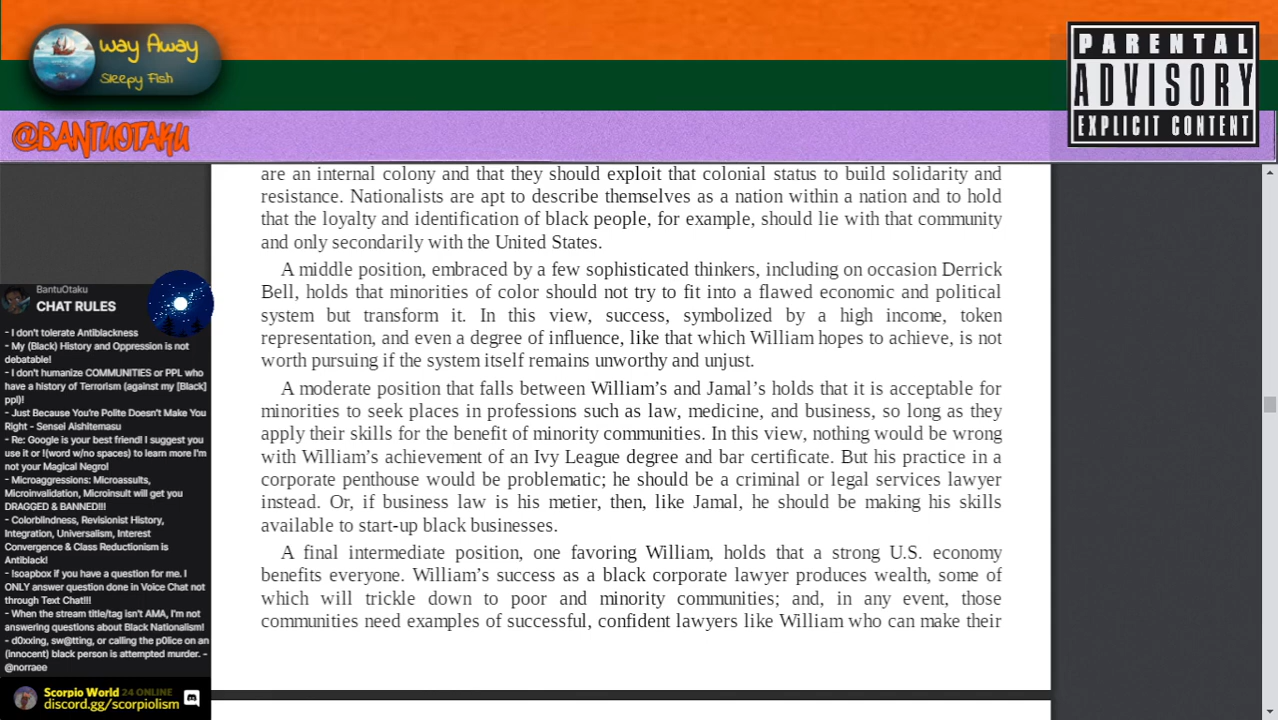 way Away
Sleepy Fish
PARENTAL
ADVISORY
EXPLICIT CONTENT
@BANTUOTAKU
are an internal colony and that they should exploit that colonial status to build solidarity and
resistance. Nationalists are apt to describe themselves as a nation within a nation and to hold
that the loyalty and identification of black people, for example, should lie with that community
and only secondarily with the United States.
A middle position, embraced by a few sophisticated thinkers, including on occasion Derrick
Bell, holds that minorities of color should not try to fit into a flawed economic and political
system but transform it. In this view, success, symbolized by a high income, token
representation, and even a degree of influence, like that which William hopes to achieve, is not
worth pursuing if the system itself remains unworthy and unjust.
A moderate position that falls between William's and Jamal's holds that it is acceptable for
minorities to seek places in professions such as law, medicine, and business, so long as they
apply their skills for the benefit of minority communities. In this view, nothing would be wrong
with William's achievement of an Ivy League degree and bar certificate. But his practice in a
corporate penthouse would be problematic; he should be a criminal or legal services lawyer
instead. Or, if business law is his metier, then, like Jamal, he should be making his skills
available to start-up black businesses.
A final intermediate position, one favoring William, holds that a strong U.S. economy
benefits everyone. William's success as a black corporate lawyer produces wealth, some of
which will trickle down to poor and minority communities; and, in any event, those
communities need examples of successful, confident lawyers like William who can make their
BantuOtaku
CHAT RULES
- I don't tolerate Antiblackness
- My (Black) History and Oppression is not
debatable!
- I don't humanize COMMUNITIES or PPL who
have a history of Terrorism (against my [Black]
ppl)!
- Just Because You're Polite Doesn't Make You
Right - Sensei Aishitemasu
- Re: Google is your best friend! I suggest you
use it or !(word w/no spaces) to learn more I'm
not your Magical Negro!
- Microaggressions: Microassults,
Microinvalidation, Microinsult will get you
DRAGGED & BANNED!!!
- Colorblindness, Revisionist History,
Integration, Universalism, Interest
Convergence & Class Reductionism is
Antiblack!
- !soapbox if you have a question for me. I
ONLY answer question done in Voice Chat not
through Text Chat!!!
- When the stream title/tag isn't AMA, I'm not
answering questions about Black Nationalism!
- d0xxing, sw@tting, or calling the p0lice on an
(innocent) black person is attempted murder. -
@norraee
Scorpio World 24 ONLINE
discord.gg/scorpiolism